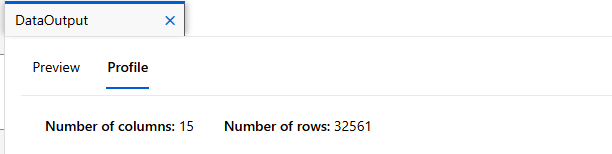 DataOutput
Preview Profile
Number of columns: 15 Number of rows: 32561